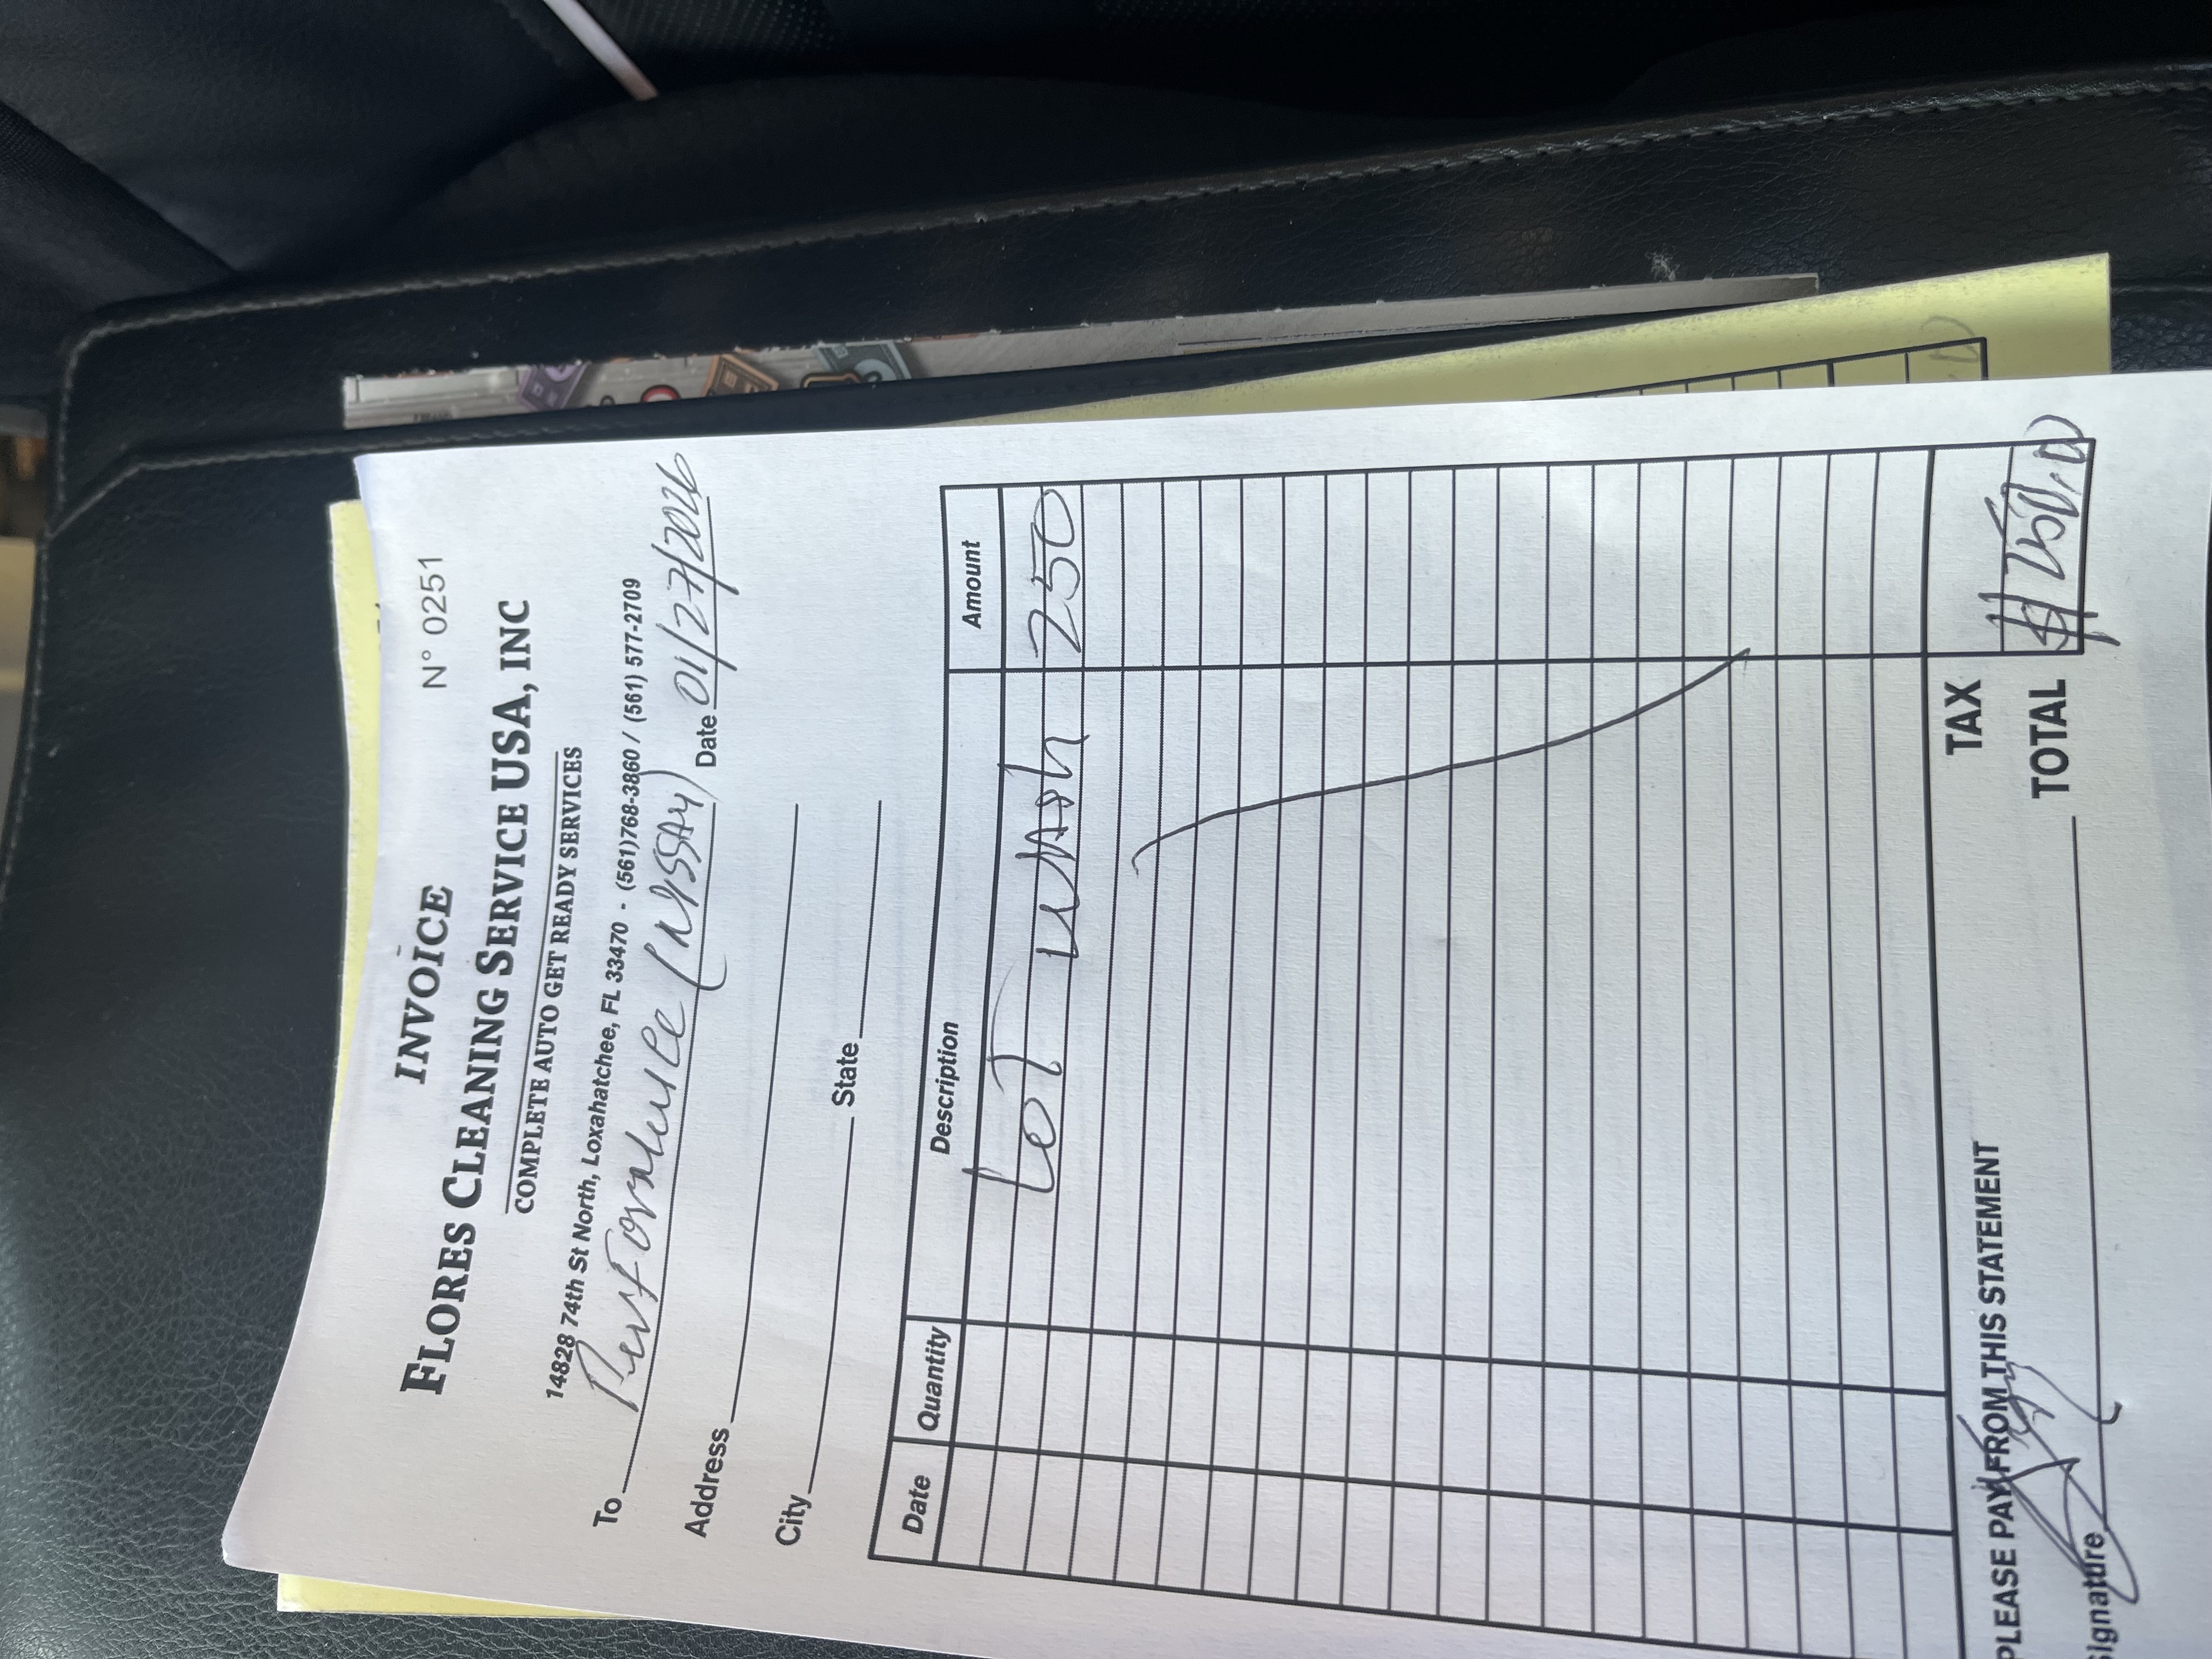 INVOICE
N° 0251
FLORES CLEANING SERVICE USA, INC
COMPLETE AUTO GET READY SERVICES
14828 74th St North, Loxahatchee, FL 33470 - (561)768-3860 / (561) 577-2709
To (NISSAN) Date 01/27/2026
Address
City State
Date Quantity Description Amount
Lot WASh 250
TAX
PLEASE PAY FROM THIS STATEMENT
TOTAL $250.00
Signature